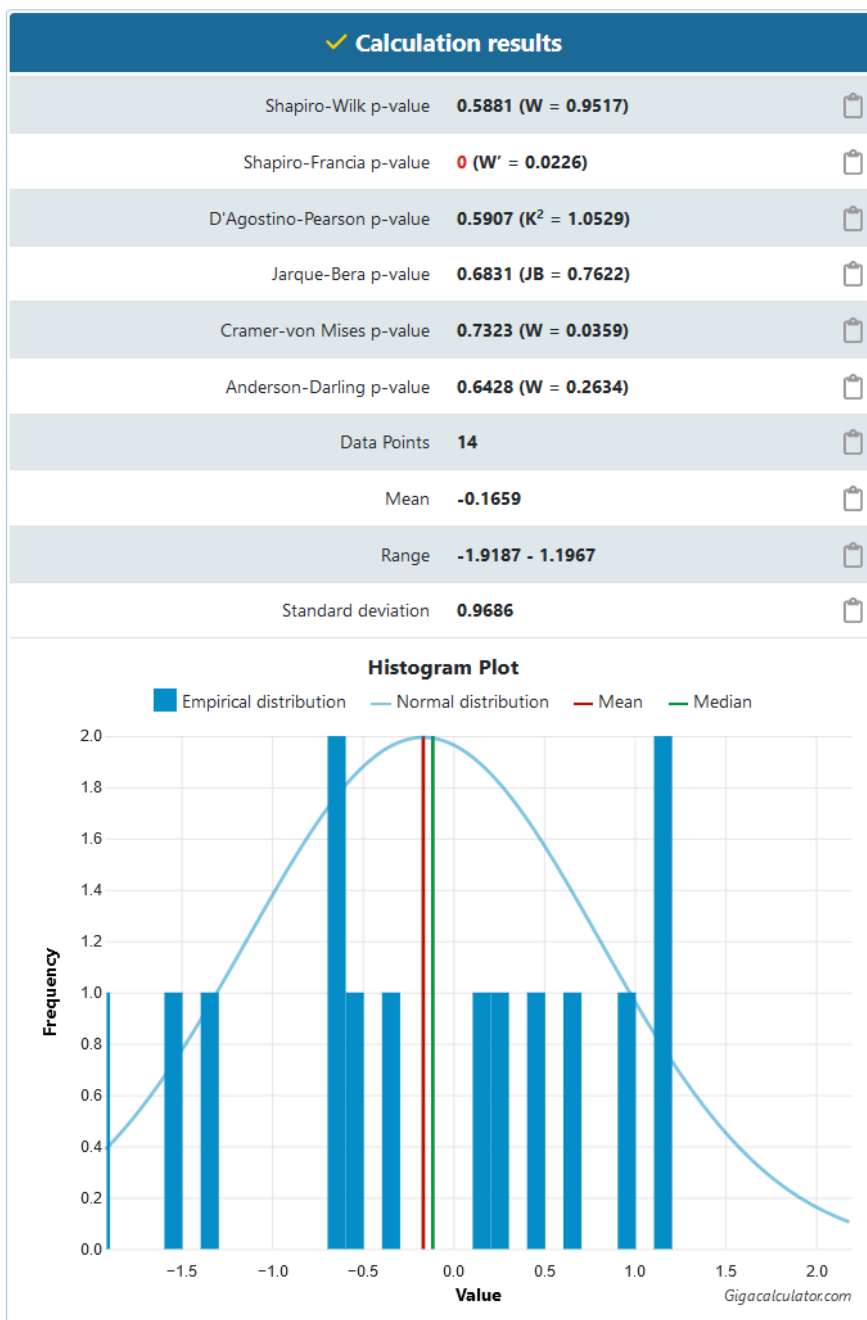 Calculation results
Shapiro-Wilk p-value 0.5881 (W = 0.9517)
Shapiro-Francia p-value 0 (W′ = 0.0226)
D'Agostino-Pearson p-value 0.5907 (K² = 1.0529)
Jarque-Bera p-value 0.6831 (JB = 0.7622)
Cramer-von Mises p-value 0.7323 (W = 0.0359)
Anderson-Darling p-value 0.6428 (W = 0.2634)
Data Points 14
Mean -0.1659
Range -1.9187 - 1.1967
Standard deviation 0.9686
Histogram Plot
Empirical distribution Normal distribution Mean Median
2.0
1.8
1.6
1.4
1.2
1.0
0.8
0.6
0.4
0.2
0.0
Frequency
−1.5 −1.0 −0.5 0.0 0.5 1.0 1.5 2.0
Value
Gigacalculator.com